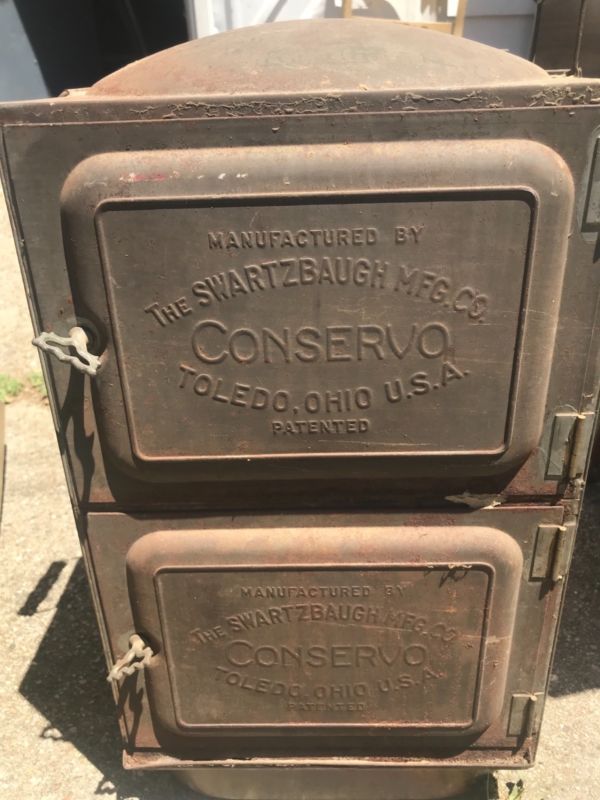 MANUFACTURED BY
THE SWARTZBAUGH MFG. CO.
CONSERVO
TOLEDO, OHIO U.S.A.
PATENTED
MANUFACTURED BY
THE SWARTZBAUGH MFG. CO.
CONSERVO
TOLEDO, OHIO U.S.A.
PATENTED